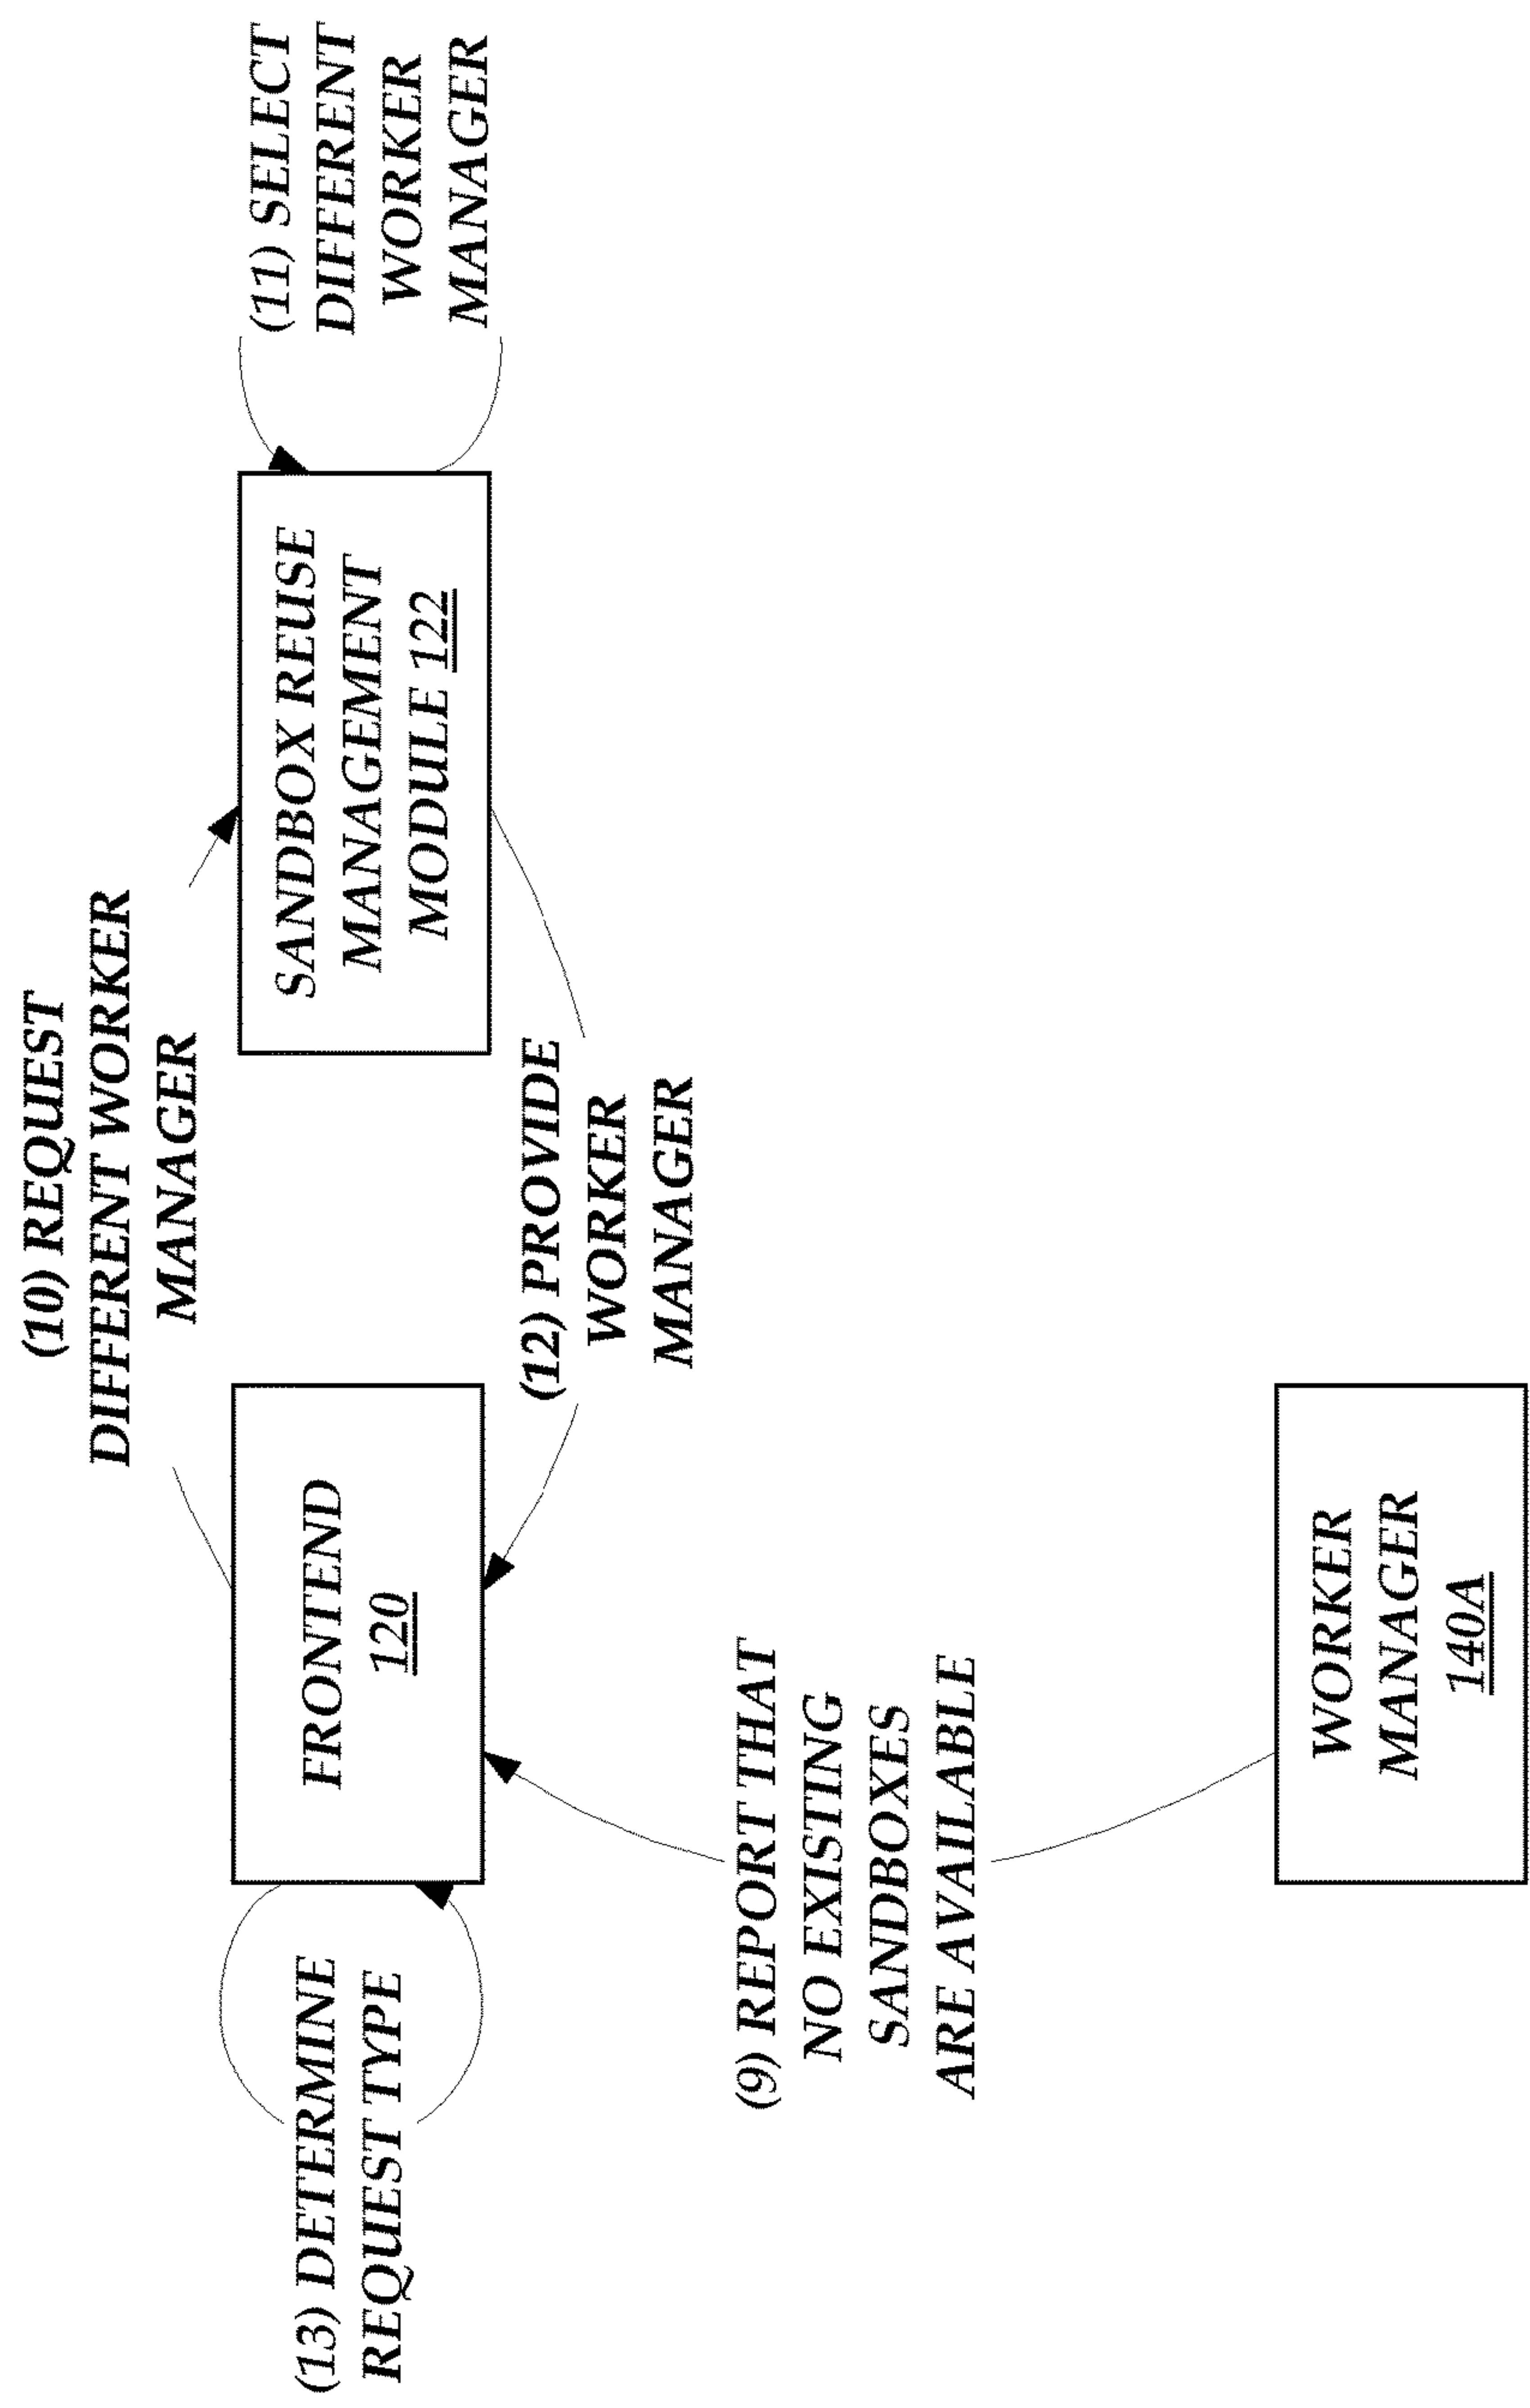 (10) REQUEST
DIFFERENT WORKER
MANAGER
(13) DETERMINE
REQUEST TYPE
FRONTEND
120
SANDBOX REUSE
MANAGEMENT
MODULE 122
(11) SELECT
DIFFERENT
WORKER
MANAGER
(12) PROVIDE
WORKER
MANAGER
(9) REPORT THAT
NO EXISTING
SANDBOXES
ARE AVAILABLE
WORKER
MANAGER
140A